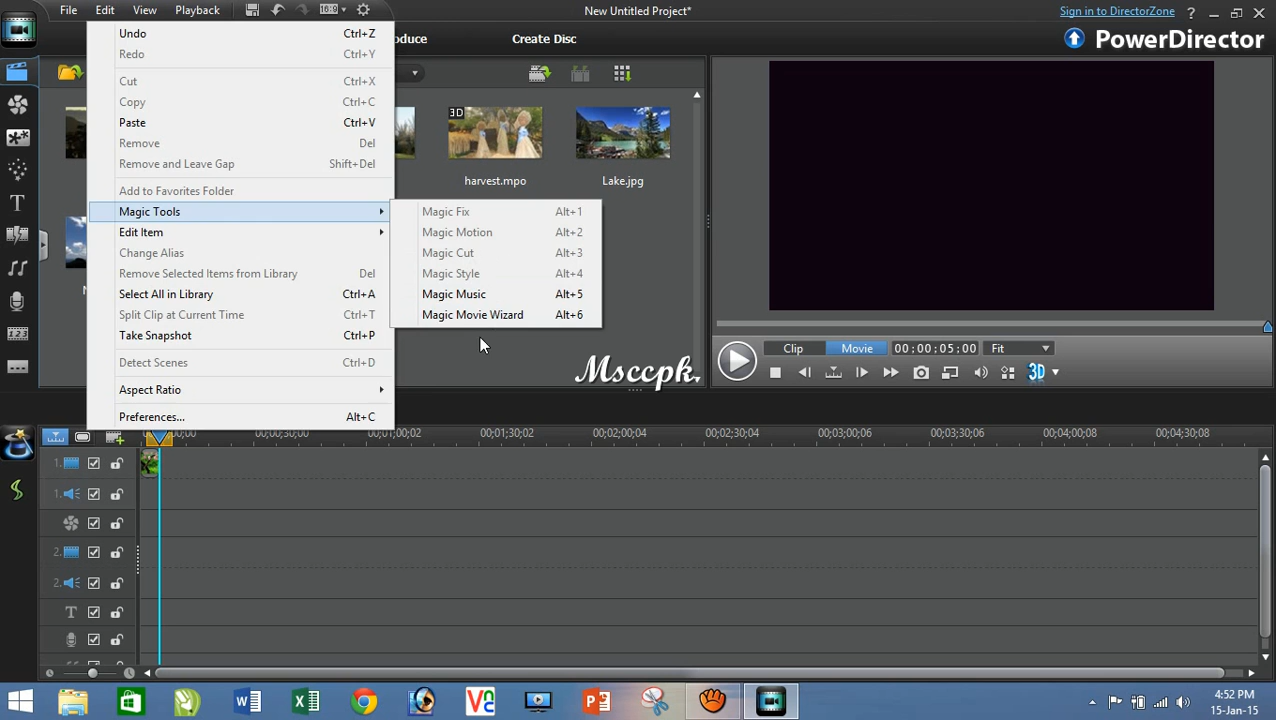 File Edit View Playback 16:9 New Untitled Project* Sign in to DirectorZone ?
Create Disc PowerDirector
Undo Ctrl+Z
Redo Ctrl+Y
Cut Ctrl+X
Copy Ctrl+C
Paste Ctrl+V
Remove Del
Remove and Leave Gap Shift+Del
Add to Favorites Folder
Magic Tools
Edit Item
Change Alias
Remove Selected Items from Library Del
Select All in Library Ctrl+A
Split Clip at Current Time Ctrl+T
Take Snapshot Ctrl+P
Detect Scenes Ctrl+D
Aspect Ratio
Preferences... Alt+C
Magic Fix Alt+1
Magic Motion Alt+2
Magic Cut Alt+3
Magic Style Alt+4
Magic Music Alt+5
Magic Movie Wizard Alt+6
3D
harvest.mpo Lake.jpg
Msccpk.
Clip Movie 00:00:05:00 Fit
3D
00;00;30;00 00;01;00;02 00;01;30;02 00;02;00;04 00;02;30;04 00;03;00;06 00;03;30;06 00;04;00;08 00;04;30;08
1.
1.
2.
2.
T
4:52 PM
15-Jan-15